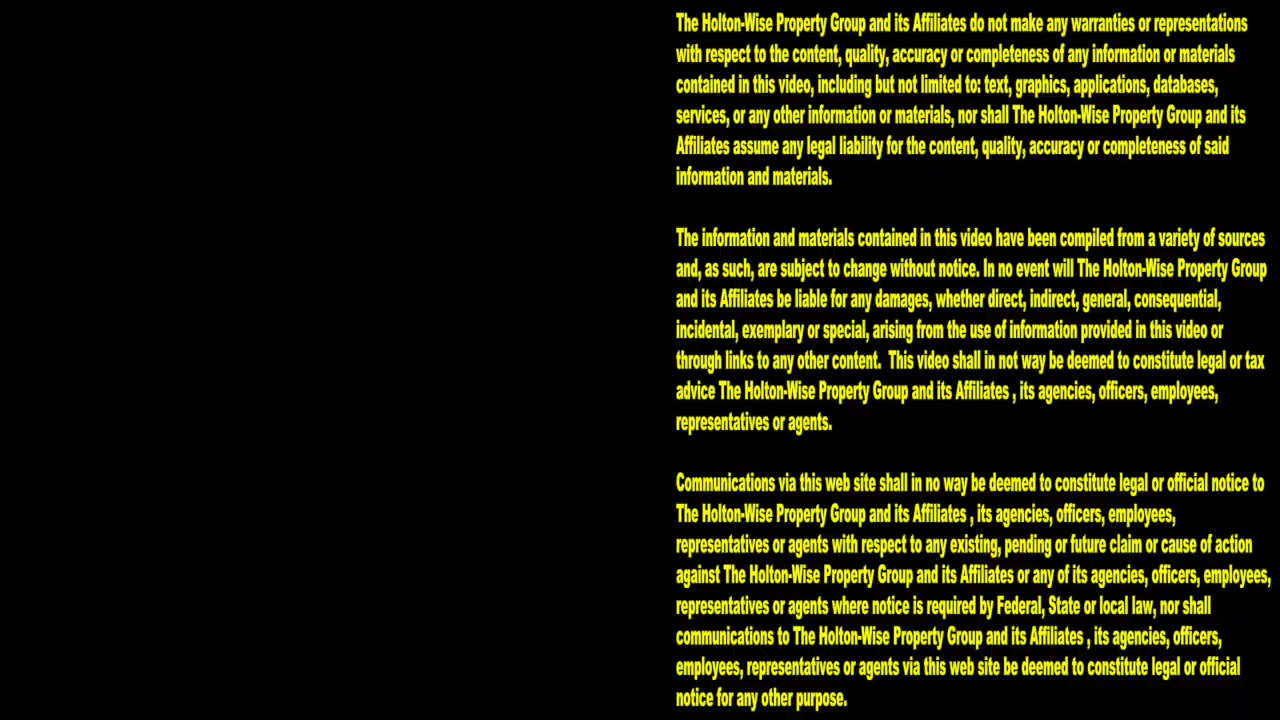 The Holton-Wise Property Group and its Affiliates do not make any warranties or representations
with respect to the content, quality, accuracy or completeness of any information or materials
contained in this video, including but not limited to: text, graphics, applications, databases,
services, or any other information or materials, nor shall The Holton-Wise Property Group and its
Affiliates assume any legal liability for the content, quality, accuracy or completeness of said
information and materials.
The information and materials contained in this video have been compiled from a variety of sources
and, as such, are subject to change without notice. In no event will The Holton-Wise Property Group
and its Affiliates be liable for any damages, whether direct, indirect, general, consequential,
incidental, exemplary or special, arising from the use of information provided in this video or
through links to any other content.  This video shall in not way be deemed to constitute legal or tax
advice The Holton-Wise Property Group and its Affiliates , its agencies, officers, employees,
representatives or agents.
Communications via this web site shall in no way be deemed to constitute legal or official notice to
The Holton-Wise Property Group and its Affiliates , its agencies, officers, employees,
representatives or agents with respect to any existing, pending or future claim or cause of action
against The Holton-Wise Property Group and its Affiliates or any of its agencies, officers, employees,
representatives or agents where notice is required by Federal, State or local law, nor shall
communications to The Holton-Wise Property Group and its Affiliates , its agencies, officers,
employees, representatives or agents via this web site be deemed to constitute legal or official
notice for any other purpose.